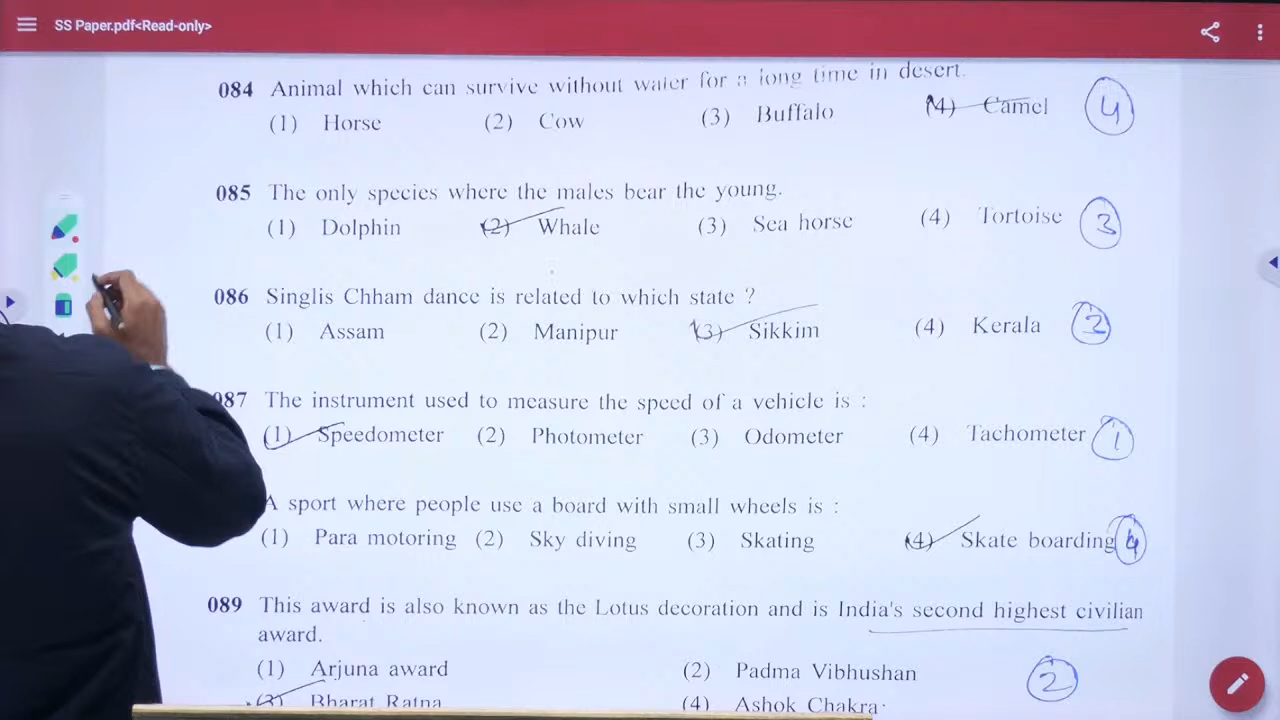 SS Paper.pdf<Read-only>
084 Animal which can survive without water for a long time in desert.
(1) Horse (2) Cow (3) Buffalo (4) Camel 4
085 The only species where the males bear the young.
(1) Dolphin (2) Whale (3) Sea horse (4) Tortoise 3
086 Singlis Chham dance is related to which state ?
(1) Assam (2) Manipur (3) Sikkim (4) Kerala
087 The instrument used to measure the speed of a vehicle is :
(1) Speedometer (2) Photometer (3) Odometer (4) Tachometer 1
A sport where people use a board with small wheels is :
(1) Para motoring (2) Sky diving (3) Skating (4) Skate boarding 4
089 This award is also known as the Lotus decoration and is India's second highest civilian
award.
(1) Arjuna award (2) Padma Vibhushan 2
(3) Bharat Ratna (4) Ashok Chakra